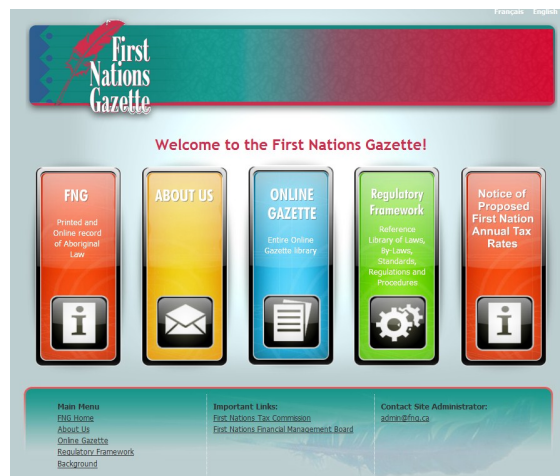 Français English
First
Nations
Gazette
Welcome to the First Nations Gazette!
FNG
Printed and
Online record
of Aboriginal
Law
ABOUT US
ONLINE
GAZETTE
Entire Online
Gazette library
Regulatory
Framework
Reference
Library of Laws,
By-Laws,
Standards,
Regulations and
Procedures
Notice of
Proposed
First Nation
Annual Tax
Rates
Main Menu
FNG Home
About Us
Online Gazette
Regulatory Framework
Background
Important Links:
First Nations Tax Commission
First Nations Financial Management Board
Contact Site Administrator:
admin@fng.ca